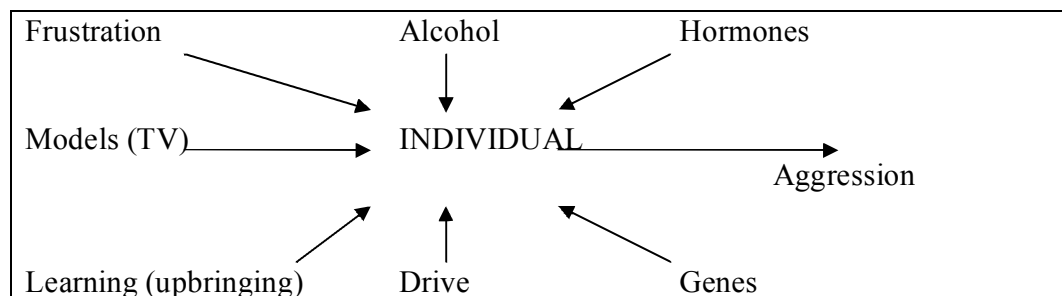 Frustration Alcohol Hormones
Models (TV) INDIVIDUAL
Aggression
Learning (upbringing) Drive Genes